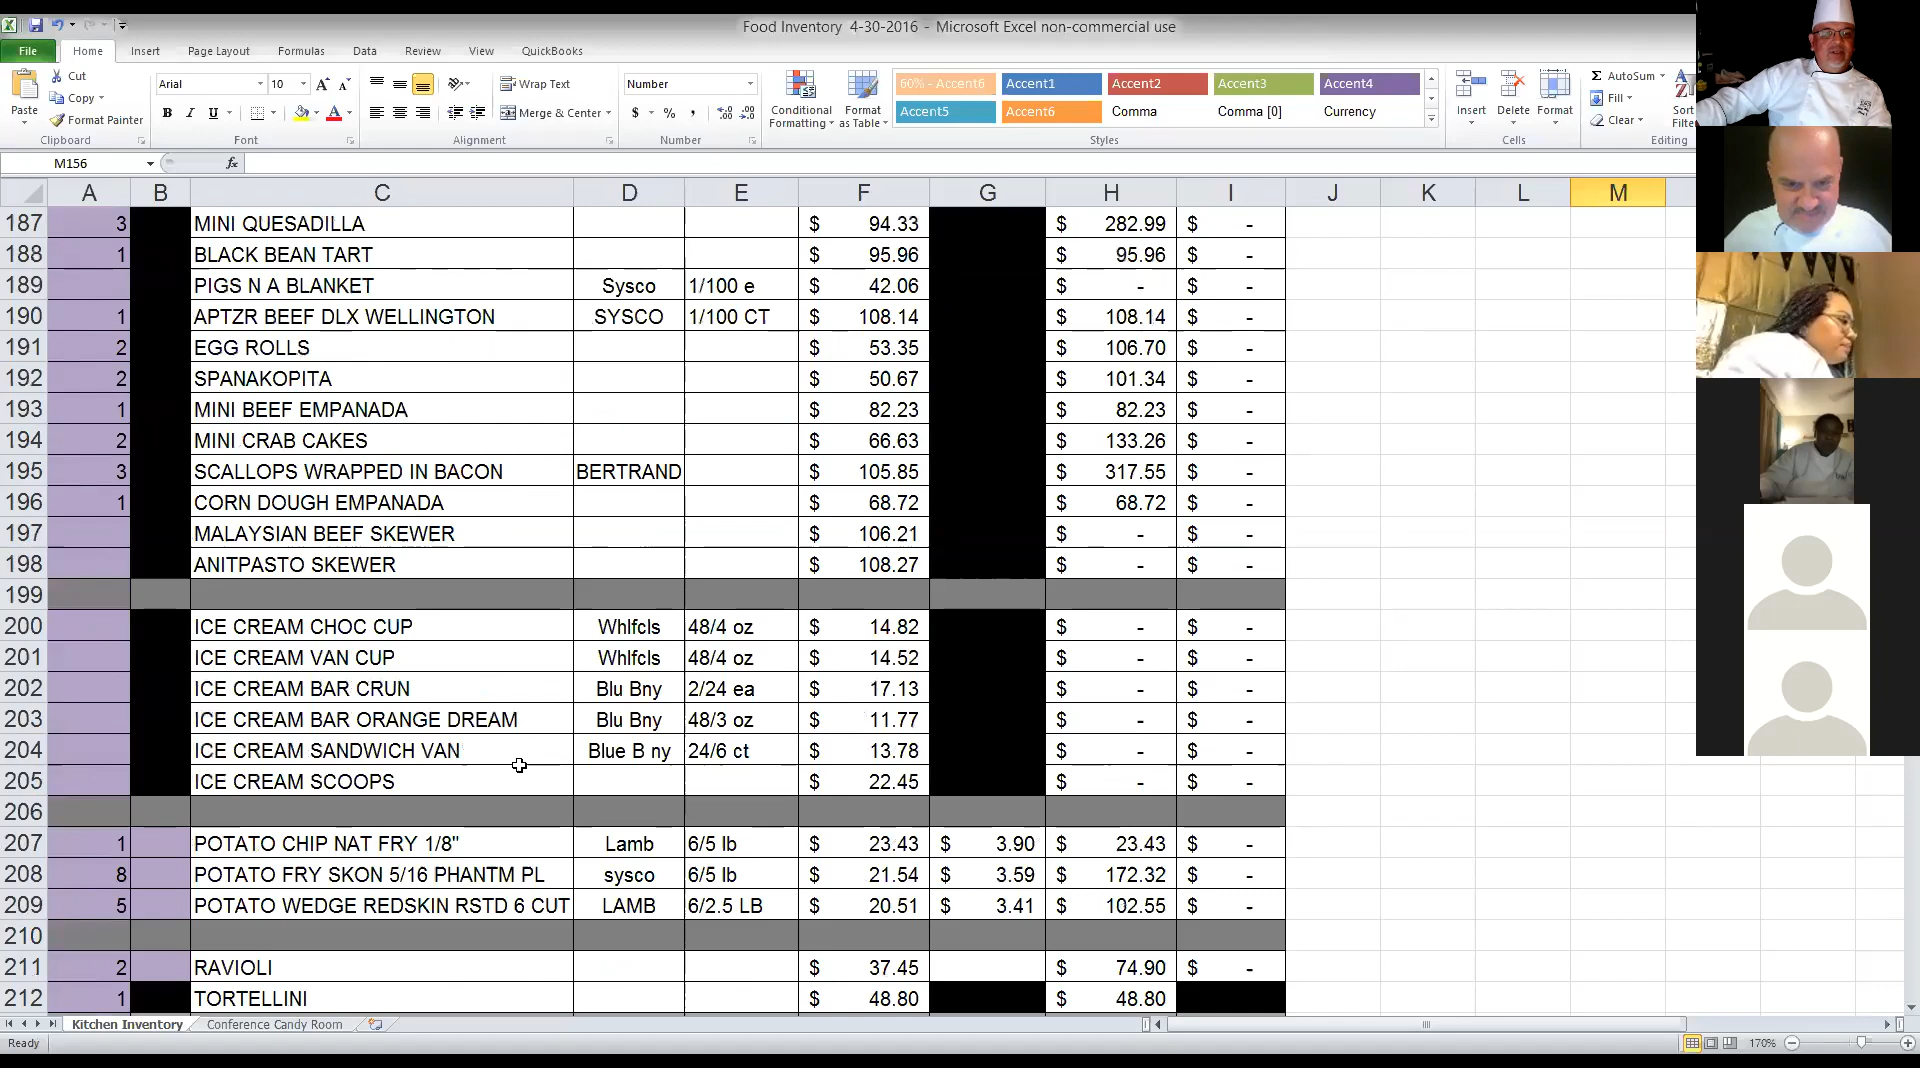 Food Inventory 4-30-2016 - Microsoft Excel non-commercial use
File Home Insert Page Layout Formulas Data Review View QuickBooks
Paste Cut Arial 10 Wrap Text Number Conditional Formatting Format as Table 60% - Accent6 Accent1 Accent2 Accent3 Accent4 Insert Delete Format AutoSum Sort
Copy B I U Merge & Center $ % , Accent5 Accent6 Comma Comma [0] Currency Fill
Format Painter Clear
Clipboard Font Alignment Number Styles Cells Editing
M156 fx
A B C D E F G H I J K L M
187 3 MINI QUESADILLA $ 94.33 $ 282.99 $ -
188 1 BLACK BEAN TART $ 95.96 $ 95.96 $ -
189 PIGS N A BLANKET Sysco 1/100 e $ 42.06 $ - $ -
190 1 APTZR BEEF DLX WELLINGTON SYSCO 1/100 CT $ 108.14 $ 108.14 $ -
191 2 EGG ROLLS $ 53.35 $ 106.70 $ -
192 2 SPANAKOPITA $ 50.67 $ 101.34 $ -
193 1 MINI BEEF EMPANADA $ 82.23 $ 82.23 $ -
194 2 MINI CRAB CAKES $ 66.63 $ 133.26 $ -
195 3 SCALLOPS WRAPPED IN BACON BERTRAND $ 105.85 $ 317.55 $ -
196 1 CORN DOUGH EMPANADA $ 68.72 $ 68.72 $ -
197 MALAYSIAN BEEF SKEWER $ 106.21 $ - $ -
198 ANITPASTO SKEWER $ 108.27 $ - $ -
199
200 ICE CREAM CHOC CUP Whlfcls 48/4 oz $ 14.82 $ - $ -
201 ICE CREAM VAN CUP Whlfcls 48/4 oz $ 14.52 $ - $ -
202 ICE CREAM BAR CRUN Blu Bny 2/24 ea $ 17.13 $ - $ -
203 ICE CREAM BAR ORANGE DREAM Blu Bny 48/3 oz $ 11.77 $ - $ -
204 ICE CREAM SANDWICH VAN Blue B ny 24/6 ct $ 13.78 $ - $ -
205 ICE CREAM SCOOPS $ 22.45 $ - $ -
206
207 1 POTATO CHIP NAT FRY 1/8" Lamb 6/5 lb $ 23.43 $ 3.90 $ 23.43 $ -
208 8 POTATO FRY SKON 5/16 PHANTM PL sysco 6/5 lb $ 21.54 $ 3.59 $ 172.32 $ -
209 5 POTATO WEDGE REDSKIN RSTD 6 CUT LAMB 6/2.5 LB $ 20.51 $ 3.41 $ 102.55 $ -
210
211 2 RAVIOLI $ 37.45 $ 74.90 $ -
212 1 TORTELLINI $ 48.80 $ 48.80
Kitchen Inventory Conference Candy Room
Ready 170%